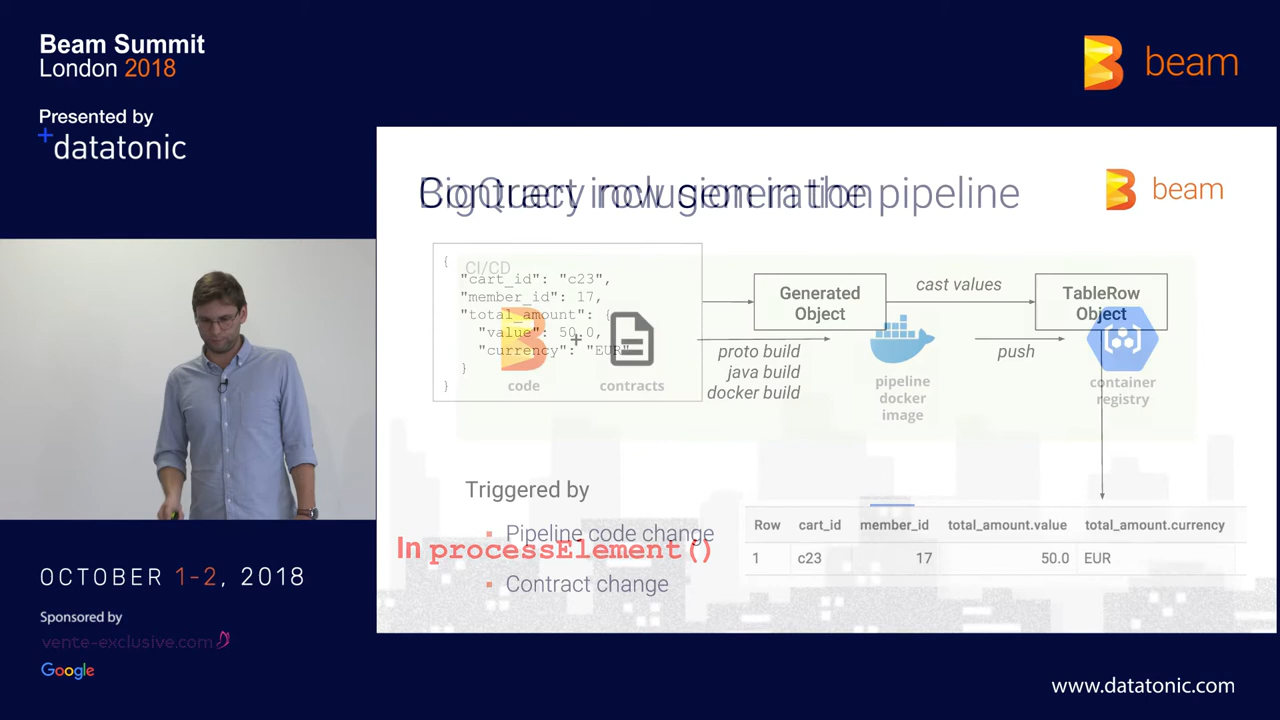 Beam Summit
London 2018
Presented by
datatonic
beam
BigQuery row generation
Contract inclusion in the pipeline
beam
CI/CD
{
"cart_id": "c23",
"member_id": 17,
"total_amount": {
"value": 50.0,
"currency": "EUR"
}
}
+
code
contracts
Generated
Object
cast values
TableRow
Object
proto build
java build
docker build
pipeline
docker
image
push
container
registry
Triggered by
Pipeline code change
Contract change
In processElement()
Row cart_id member_id total_amount.value total_amount.currency
1 c23 17 50.0 EUR
OCTOBER 1-2, 2018
Sponsored by
vente-exclusive.com
Google
www.datatonic.com